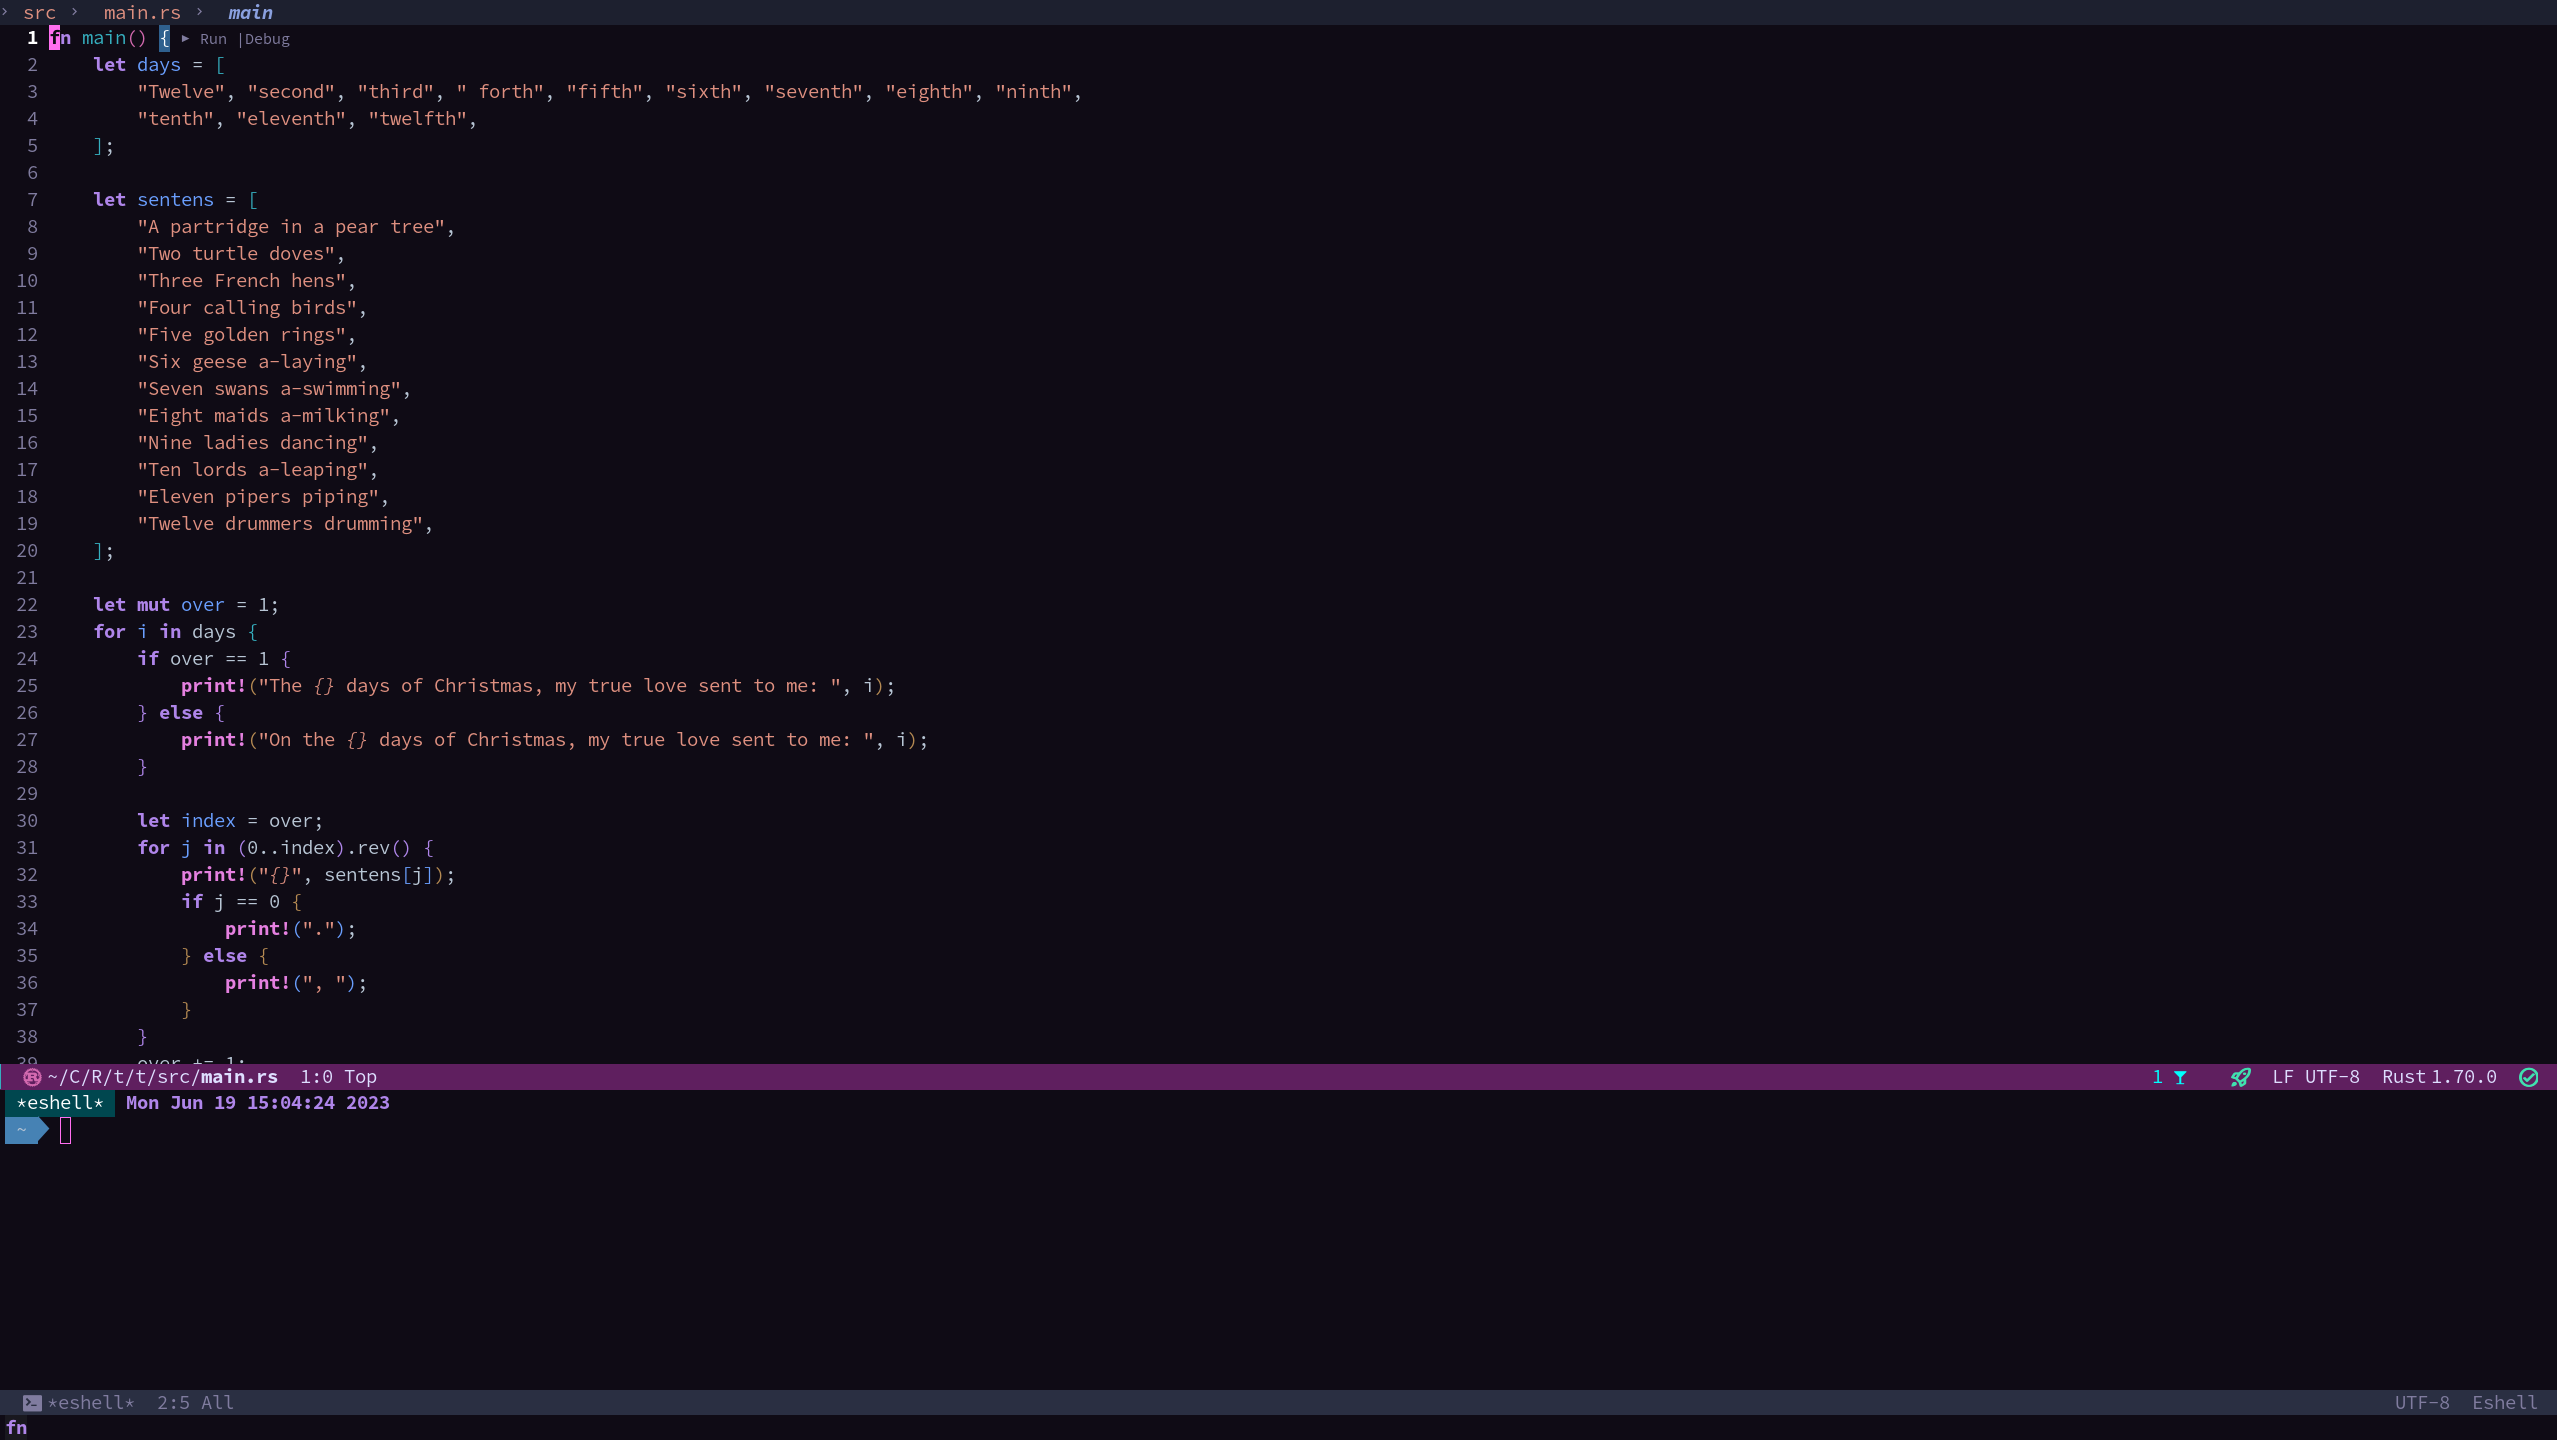 › src › main.rs › main
1 fn main() { ▸ Run |Debug
2     let days = [
3         "Twelve", "second", "third", " forth", "fifth", "sixth", "seventh", "eighth", "ninth",
4         "tenth", "eleventh", "twelfth",
5     ];
6
7     let sentens = [
8         "A partridge in a pear tree",
9         "Two turtle doves",
10         "Three French hens",
11         "Four calling birds",
12         "Five golden rings",
13         "Six geese a-laying",
14         "Seven swans a-swimming",
15         "Eight maids a-milking",
16         "Nine ladies dancing",
17         "Ten lords a-leaping",
18         "Eleven pipers piping",
19         "Twelve drummers drumming",
20     ];
21
22     let mut over = 1;
23     for i in days {
24         if over == 1 {
25             print!("The {} days of Christmas, my true love sent to me: ", i);
26         } else {
27             print!("On the {} days of Christmas, my true love sent to me: ", i);
28         }
29
30         let index = over;
31         for j in (0..index).rev() {
32             print!("{}", sentens[j]);
33             if j == 0 {
34                 print!(".");
35             } else {
36                 print!(", ");
37             }
38         }
39         over += 1;
~/C/R/t/t/src/main.rs  1:0 Top  1  LF UTF-8  Rust 1.70.0
*eshell* Mon Jun 19 15:04:24 2023
~
*eshell*  2:5 All  UTF-8  Eshell
fn